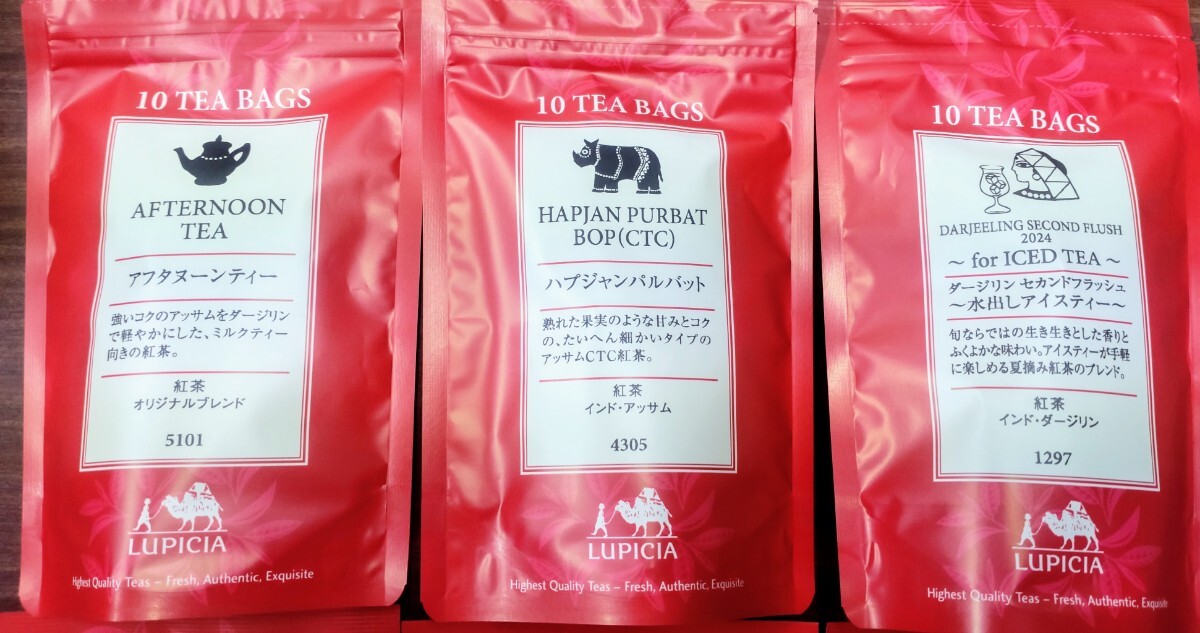 10 TEA BAGS
AFTERNOON
TEA
アフタヌーンティー
強いコクのアッサムをダージリン
で軽やかにした、ミルクティー
向きの紅茶。
紅茶
オリジナルブレンド
5101
LUPICIA
Highest Quality Teas – Fresh, Authentic, Exquisite
10 TEA BAGS
HAPJAN PURBAT
BOP(CTC)
ハプジャンパルバット
熟れた果実のような甘みとコク
の、たいへん細かいタイプの
アッサムCTC紅茶。
紅茶
インド・アッサム
4305
LUPICIA
Highest Quality Teas – Fresh, Authentic, Exquisite
10 TEA BAGS
DARJEELING SECOND FLUSH
2024
～ for ICED TEA ～
ダージリン セカンドフラッシュ
～水出しアイスティー～
旬ならではの生き生きとした香りと
ふくよかな味わい。アイスティーが手軽
に楽しめる夏摘み紅茶のブレンド。
紅茶
インド・ダージリン
1297
LUPICIA
Highest Quality Teas – Fresh, Authentic, Exquisite